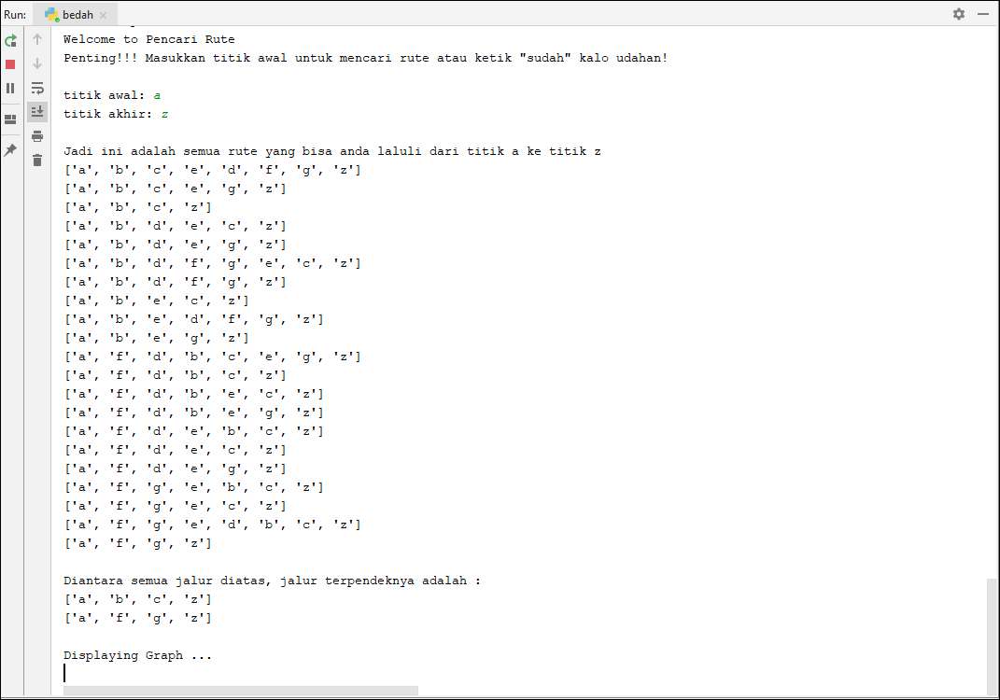 Run: bedah
Welcome to Pencari Rute
Penting!!! Masukkan titik awal untuk mencari rute atau ketik "sudah" kalo udahan!
titik awal: a
titik akhir: z
Jadi ini adalah semua rute yang bisa anda laluli dari titik a ke titik z
['a', 'b', 'c', 'e', 'd', 'f', 'g', 'z']
['a', 'b', 'c', 'e', 'g', 'z']
['a', 'b', 'c', 'z']
['a', 'b', 'd', 'e', 'c', 'z']
['a', 'b', 'd', 'e', 'g', 'z']
['a', 'b', 'd', 'f', 'g', 'e', 'c', 'z']
['a', 'b', 'd', 'f', 'g', 'z']
['a', 'b', 'e', 'c', 'z']
['a', 'b', 'e', 'd', 'f', 'g', 'z']
['a', 'b', 'e', 'g', 'z']
['a', 'f', 'd', 'b', 'c', 'e', 'g', 'z']
['a', 'f', 'd', 'b', 'c', 'z']
['a', 'f', 'd', 'b', 'e', 'c', 'z']
['a', 'f', 'd', 'b', 'e', 'g', 'z']
['a', 'f', 'd', 'e', 'b', 'c', 'z']
['a', 'f', 'd', 'e', 'c', 'z']
['a', 'f', 'd', 'e', 'g', 'z']
['a', 'f', 'g', 'e', 'b', 'c', 'z']
['a', 'f', 'g', 'e', 'c', 'z']
['a', 'f', 'g', 'e', 'd', 'b', 'c', 'z']
['a', 'f', 'g', 'z']
Diantara semua jalur diatas, jalur terpendeknya adalah :
['a', 'b', 'c', 'z']
['a', 'f', 'g', 'z']
Displaying Graph ...